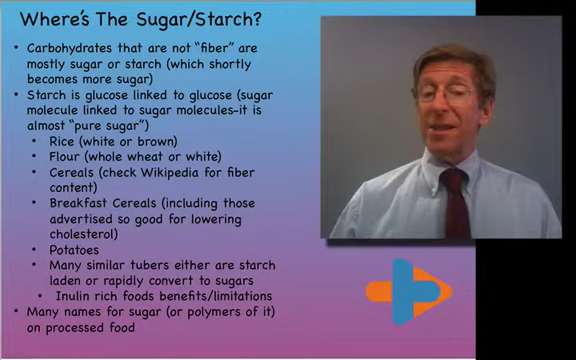 Where's The Sugar/Starch?
• Carbohydrates that are not "fiber" are
mostly sugar or starch (which shortly
becomes more sugar)
• Starch is glucose linked to glucose (sugar
molecule linked to sugar molecules-it is
almost "pure sugar")
• Rice (white or brown)
• Flour (whole wheat or white)
• Cereals (check Wikipedia for fiber
content)
• Breakfast Cereals (including those
advertised so good for lowering
cholesterol)
• Potatoes
• Many similar tubers either are starch
laden or rapidly convert to sugars
• Inulin rich foods benefits/limitations
• Many names for sugar (or polymers of it)
on processed food